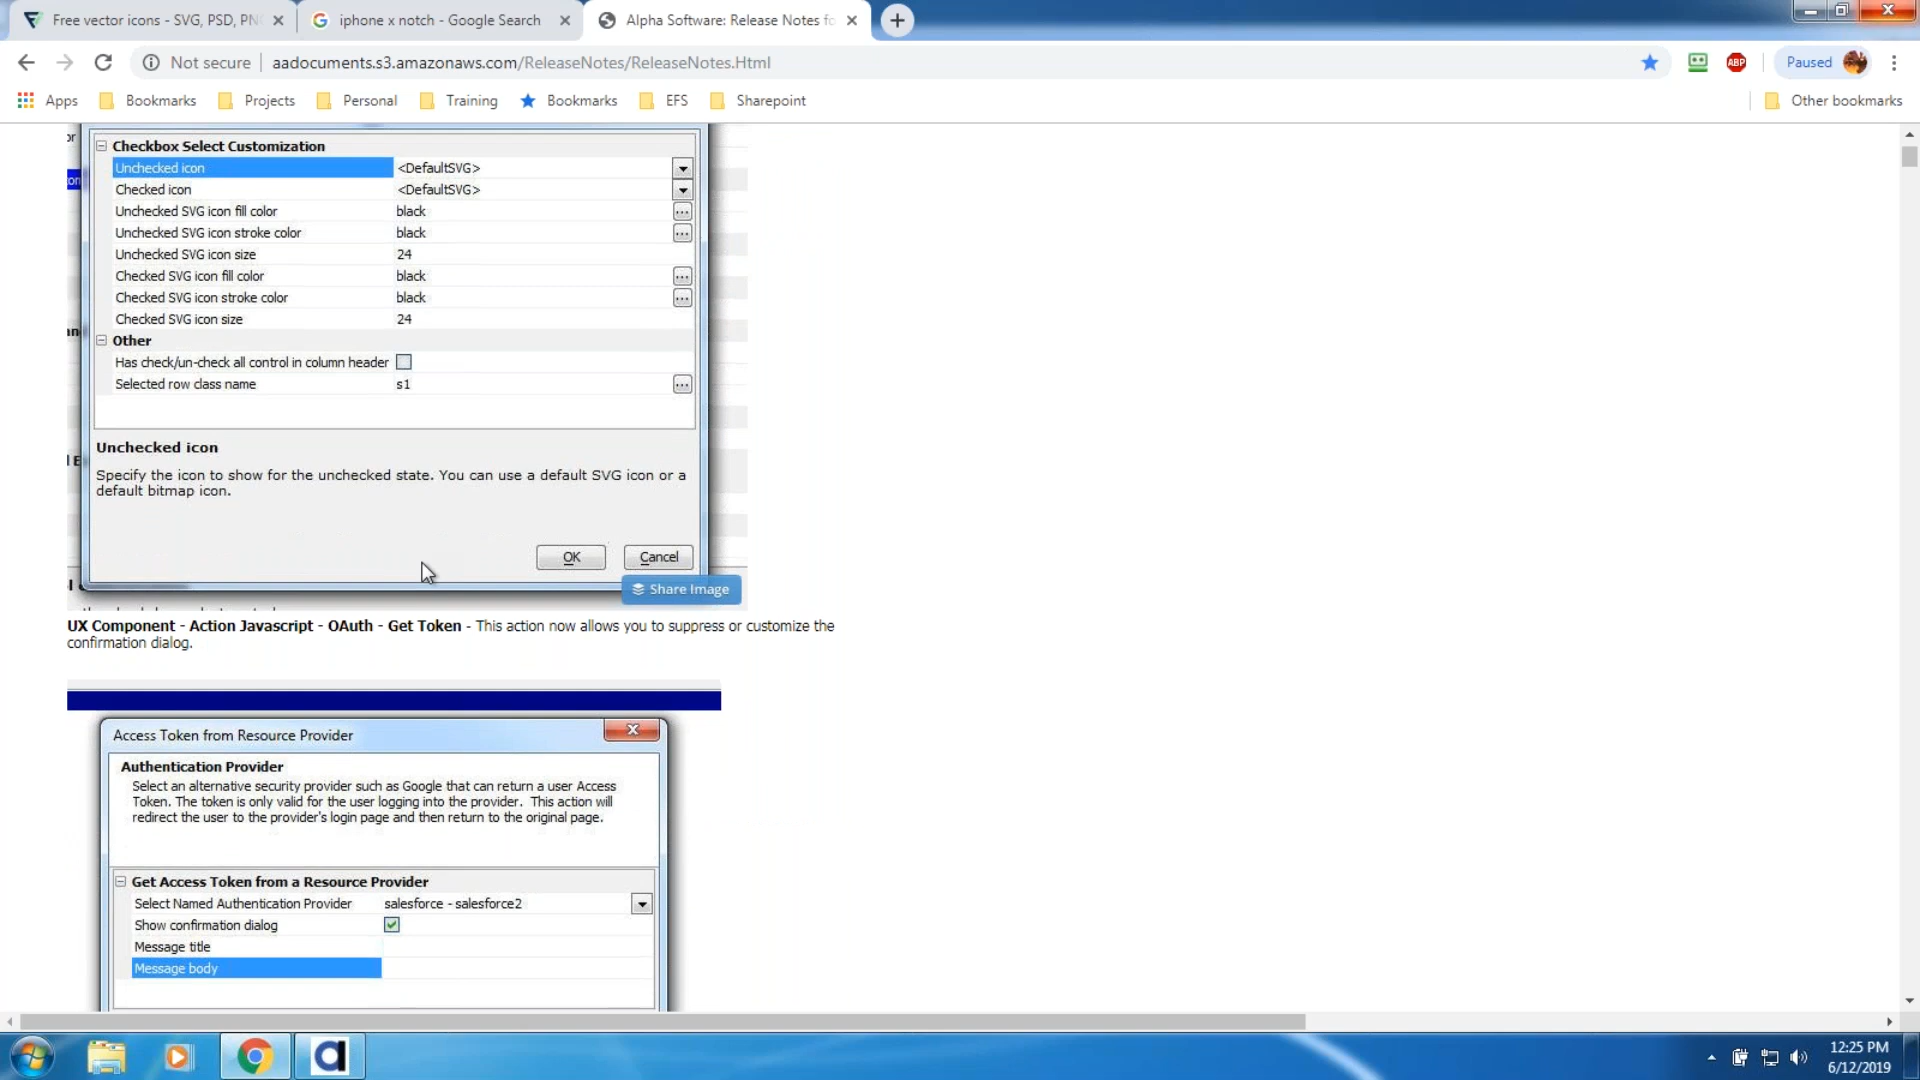 Free vector icons - SVG, PSD, PN
iphone x notch - Google Search
Alpha Software: Release Notes fo
Not secure
aadocuments.s3.amazonaws.com/ReleaseNotes/ReleaseNotes.Html
ABP
Paused
Apps
Bookmarks
Projects
Personal
Training
Bookmarks
EFS
Sharepoint
Other bookmarks
or
Checkbox Select Customization
Unchecked icon <DefaultSVG>
Checked icon <DefaultSVG>
Unchecked SVG icon fill color black
Unchecked SVG icon stroke color black
Unchecked SVG icon size 24
Checked SVG icon fill color black
Checked SVG icon stroke color black
Checked SVG icon size 24
Other
Has check/un-check all control in column header
Selected row class name s1
Unchecked icon
Specify the icon to show for the unchecked state. You can use a default SVG icon or a
default bitmap icon.
OK
Cancel
Share Image
UX Component - Action Javascript - OAuth - Get Token - This action now allows you to suppress or customize the
confirmation dialog.
Access Token from Resource Provider
Authentication Provider
Select an alternative security provider such as Google that can return a user Access
Token. The token is only valid for the user logging into the provider. This action will
redirect the user to the provider's login page and then return to the original page.
Get Access Token from a Resource Provider
Select Named Authentication Provider salesforce - salesforce2
Show confirmation dialog
Message title
Message body
12:25 PM
6/12/2019